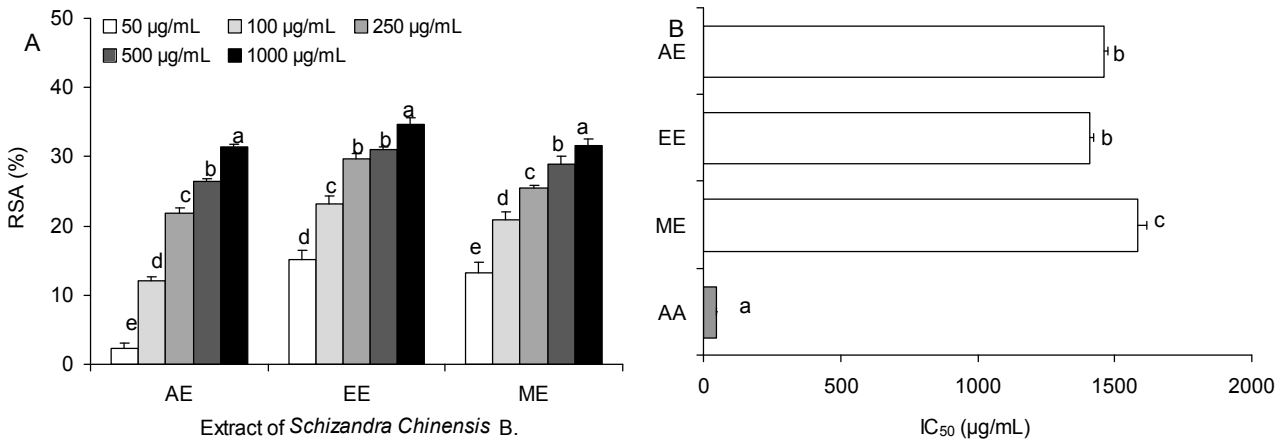 A
50 µg/mL 100 µg/mL 250 µg/mL
500 µg/mL 1000 µg/mL
RSA (%)
50
40
30
20
10
0
e d c b a
d c b b a
e d c b a
AE EE ME
Extract of Schizandra Chinensis B.
B
AE
b
EE
b
ME
c
AA
a
0 500 1000 1500 2000
IC50 (µg/mL)